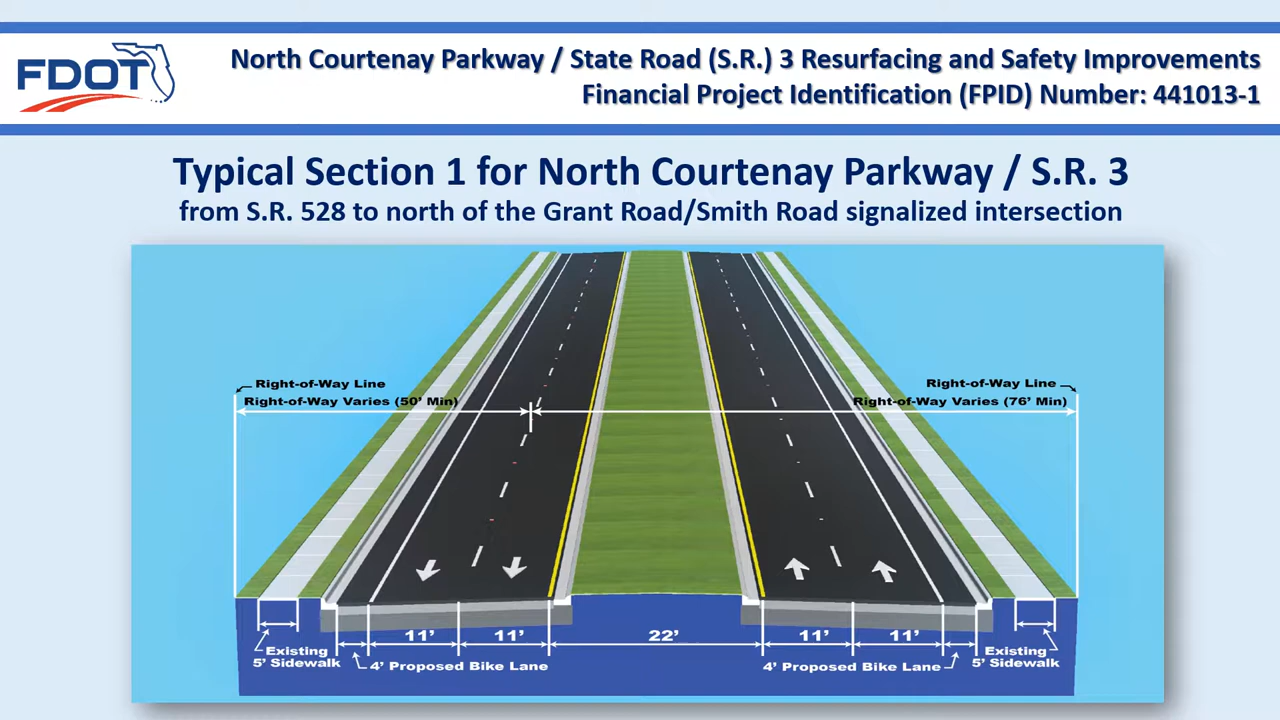 FDOT
North Courtenay Parkway / State Road (S.R.) 3 Resurfacing and Safety Improvements
Financial Project Identification (FPID) Number: 441013-1
Typical Section 1 for North Courtenay Parkway / S.R. 3
from S.R. 528 to north of the Grant Road/Smith Road signalized intersection
Right-of-Way Line
Right-of-Way Line
Right-of-Way Varies (50' Min)
Right-of-Way Varies (76' Min)
11'
11'
22'
11'
11'
Existing
5' Sidewalk
4' Proposed Bike Lane
4' Proposed Bike Lane
Existing
5' Sidewalk